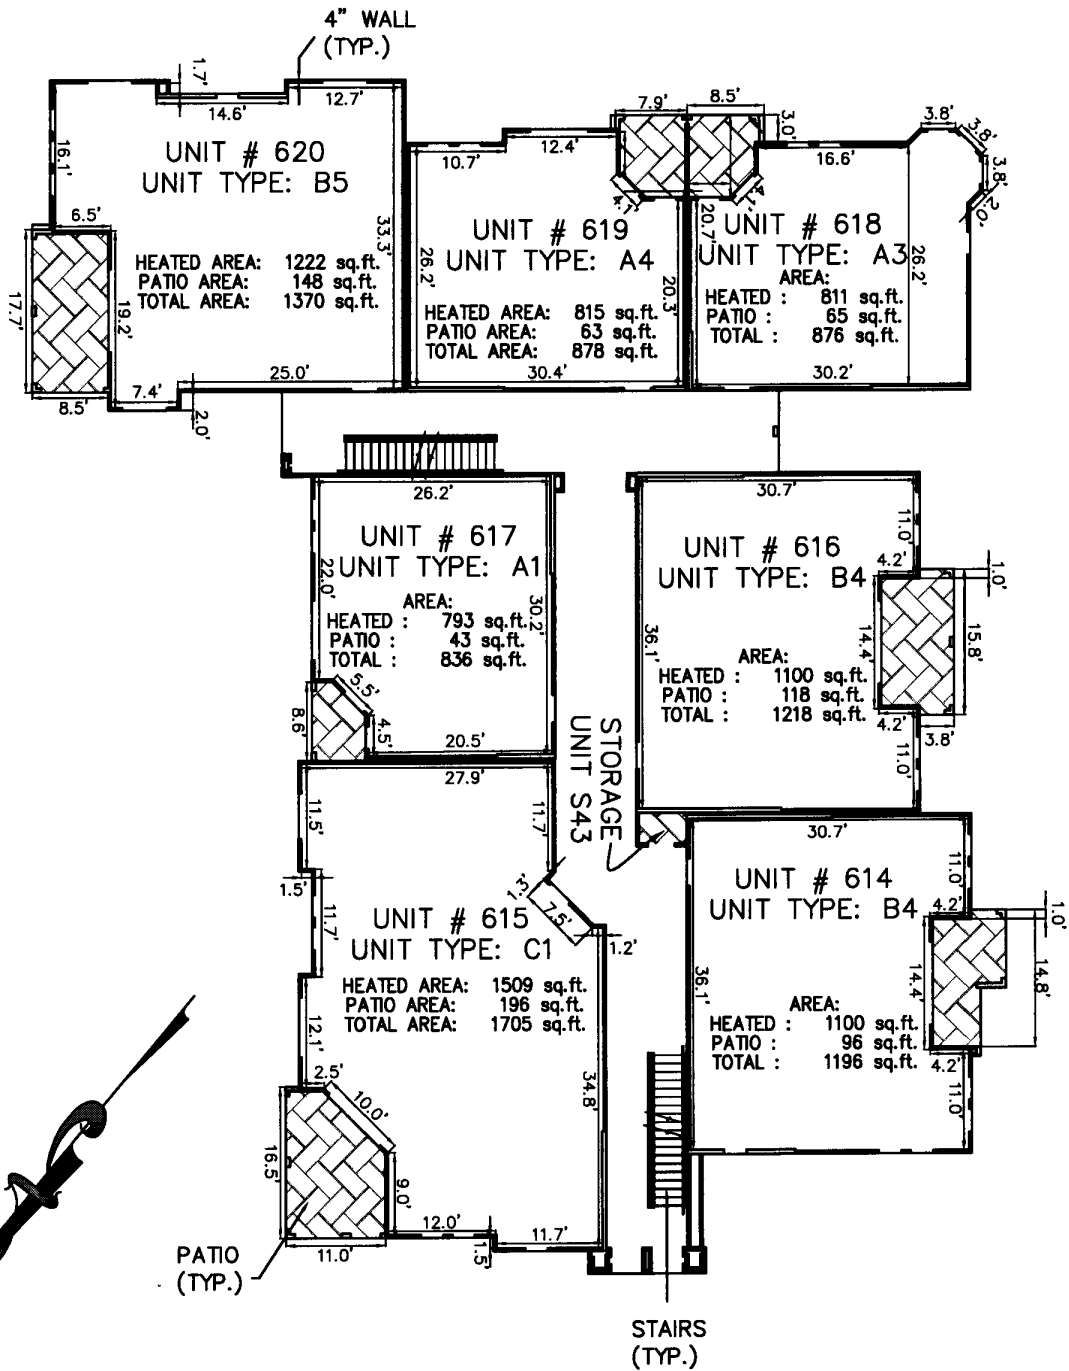 4" WALL
(TYP.)
1.7'
14.6'
12.7'
16.1'
UNIT # 620
UNIT TYPE: B5
6.5'
33.3'
HEATED AREA: 1222 sq.ft.
PATIO AREA: 148 sq.ft.
TOTAL AREA: 1370 sq.ft.
17.7'
19.2'
8.5'
7.4'
25.0'
2.0'
7.9'
8.5'
3.0'
10.7'
12.4'
4.1'
UNIT # 619
UNIT TYPE: A4
26.2'
20.3'
HEATED AREA: 815 sq.ft.
PATIO AREA: 63 sq.ft.
TOTAL AREA: 878 sq.ft.
30.4'
16.6'
3.8'
3.8'
3.8'
2.0'
20.7'
UNIT # 618
UNIT TYPE: A3
26.2'
AREA:
HEATED : 811 sq.ft.
PATIO : 65 sq.ft.
TOTAL : 876 sq.ft.
30.2'
26.2'
UNIT # 617
UNIT TYPE: A1
22.0'
30.2'
AREA:
HEATED : 793 sq.ft.
PATIO : 43 sq.ft.
TOTAL : 836 sq.ft.
5.5'
8.6'
4.5'
20.5'
30.7'
11.0'
UNIT # 616
UNIT TYPE: B4
4.2'
1.0'
36.1'
14.4'
15.8'
AREA:
HEATED : 1100 sq.ft.
PATIO : 118 sq.ft.
TOTAL : 1218 sq.ft.
4.2'
3.8'
11.0'
STORAGE
UNIT S43
27.9'
11.5'
11.7'
1.5'
1.3'
7.5'
11.7'
1.2'
UNIT # 615
UNIT TYPE: C1
HEATED AREA: 1509 sq.ft.
PATIO AREA: 196 sq.ft.
TOTAL AREA: 1705 sq.ft.
12.1'
2.5'
10.0'
34.8'
16.5'
9.0'
11.0'
12.0'
1.5'
11.7'
30.7'
11.0'
UNIT # 614
UNIT TYPE: B4
4.2'
1.0'
36.1'
14.4'
14.8'
AREA:
HEATED : 1100 sq.ft.
PATIO : 96 sq.ft.
TOTAL : 1196 sq.ft.
4.2'
11.0'
PATIO
(TYP.)
STAIRS
(TYP.)